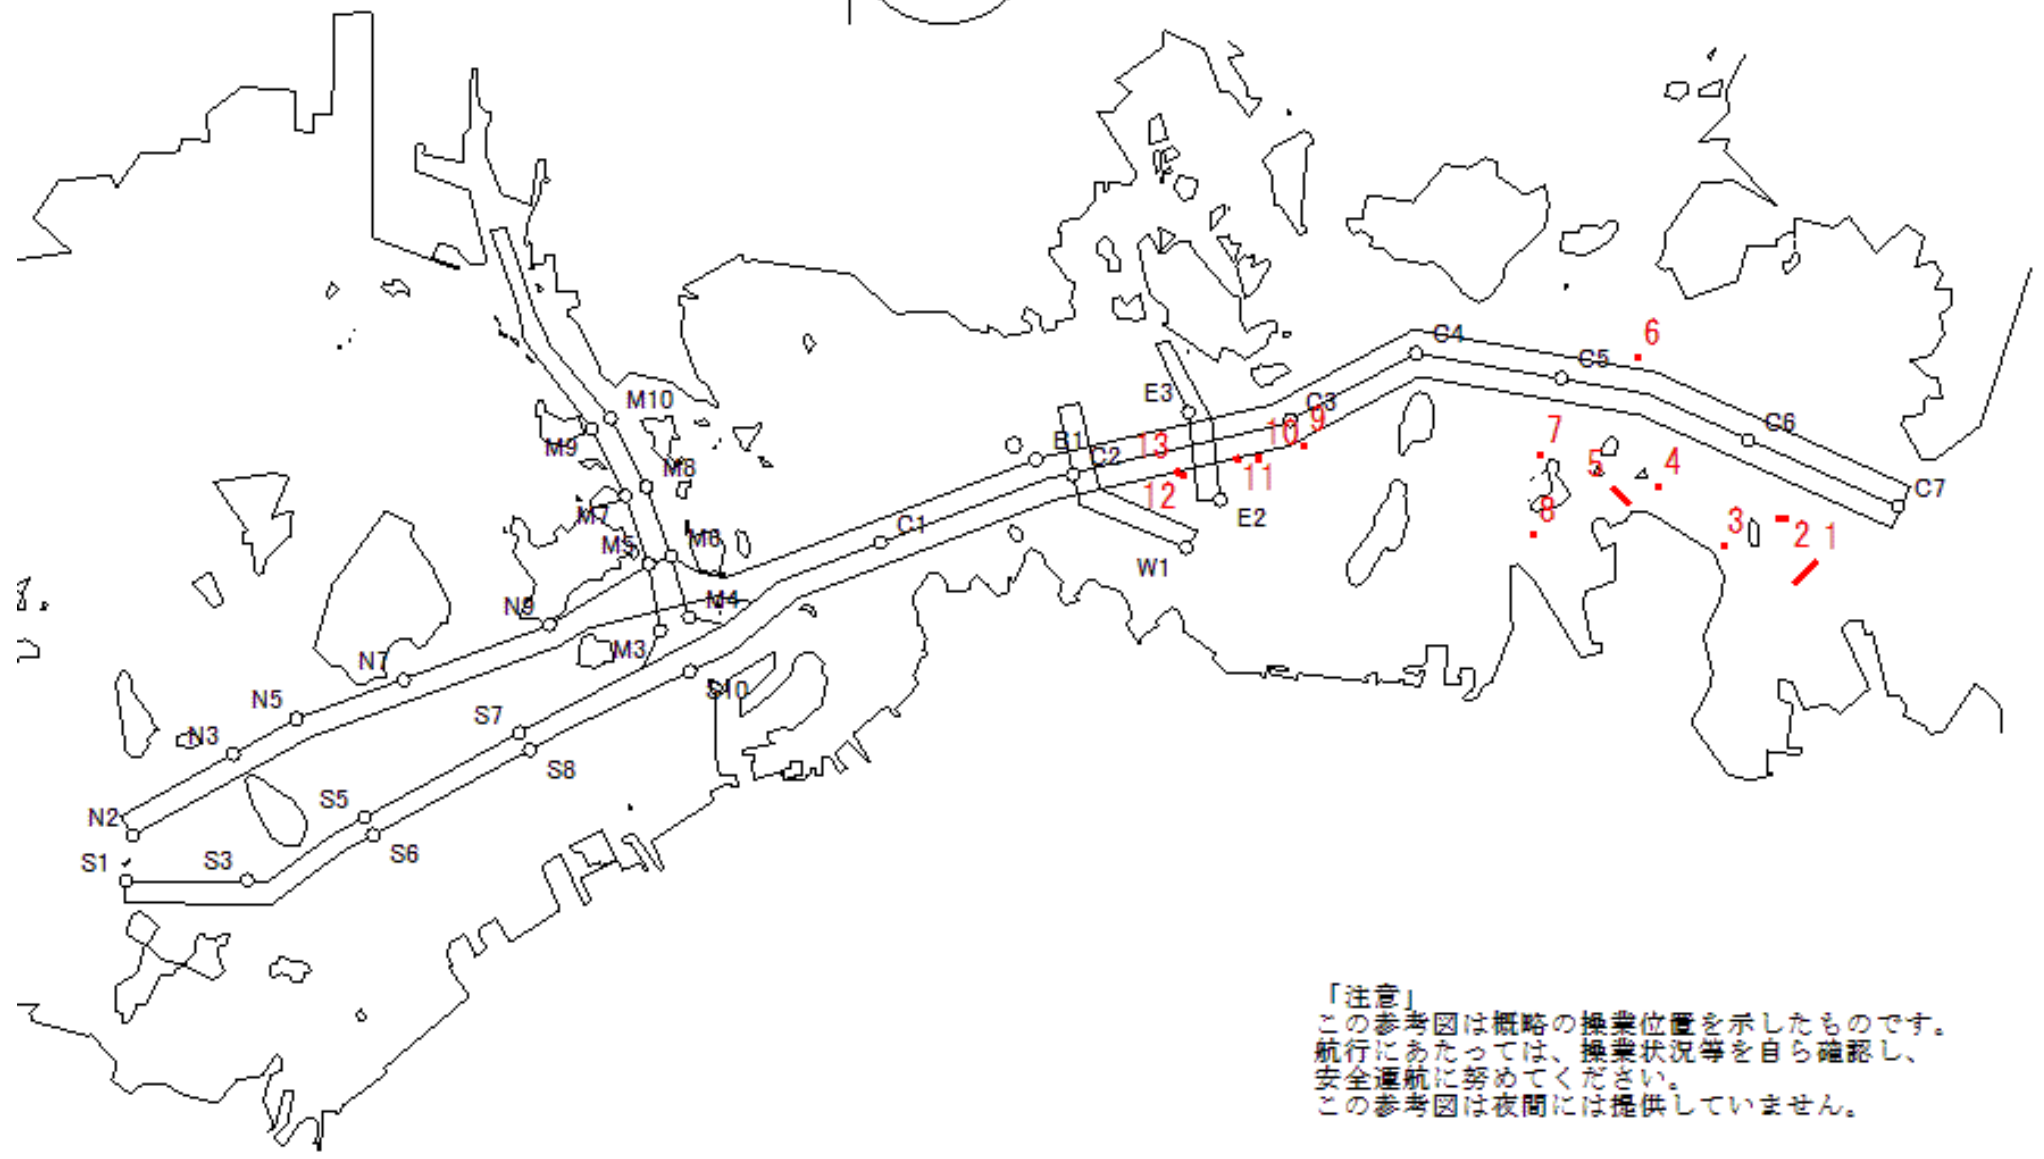 6
C4
C5
M10
E3
C3
9
C6
10
7
M9
B1
13
C2
M8
5
4
11
12
C7
M7
E2
8
3
2
1
C1
M5
M6
W1
N9
M4
M3
N7
S10
N5
S7
N3
S8
S5
N2
S6
S1
S3
「注意」
この参考図は概略の操業位置を示したものです。
航行にあたっては、操業状況等を自ら確認し、
安全運航に努めてください。
この参考図は夜間には提供していません。